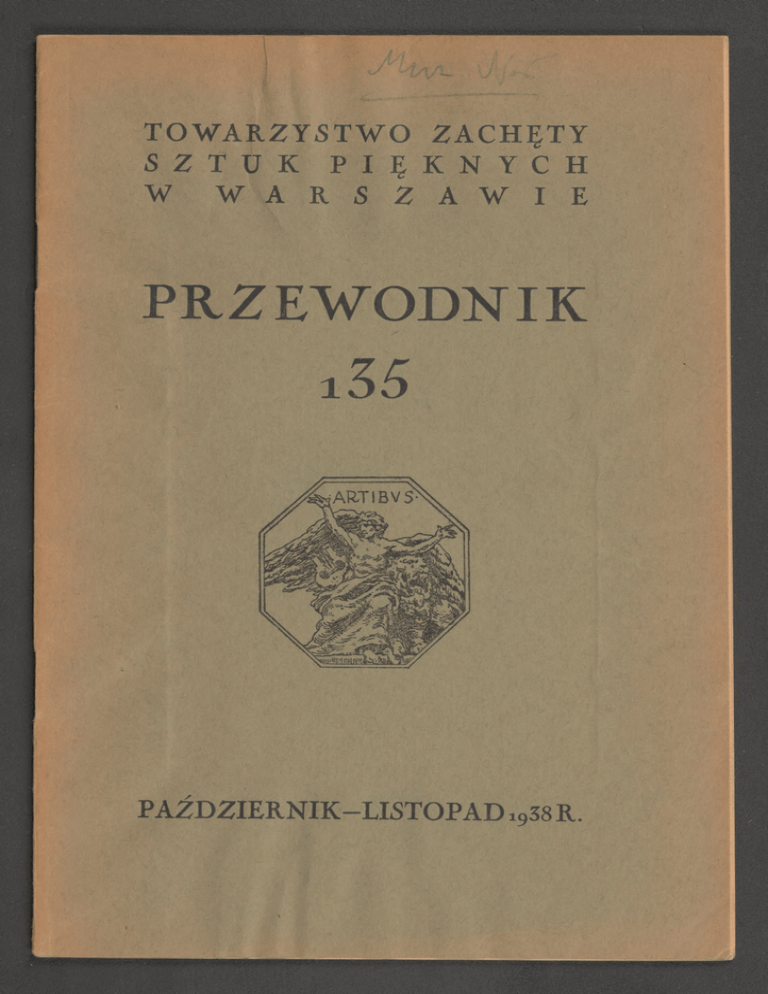 TOWARZYSTWO ZACHĘTY
SZTUK PIĘKNYCH
W WARSZAWIE
PRZEWODNIK
135
·ARTIBVS·
PAŹDZIERNIK—LISTOPAD 1938 R.